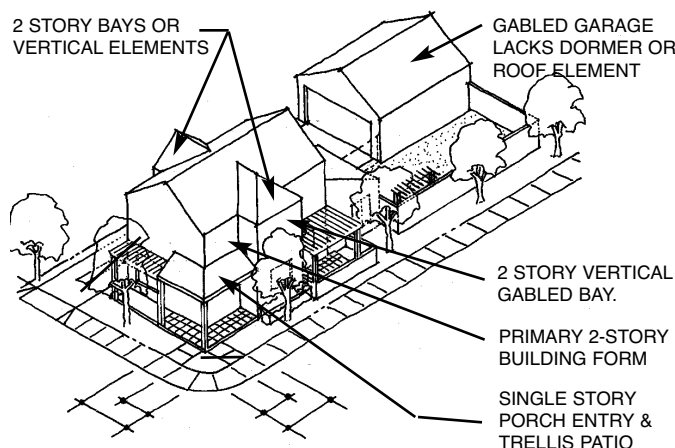 2 STORY BAYS OR
VERTICAL ELEMENTS
GABLED GARAGE
LACKS DORMER OR
ROOF ELEMENT
2 STORY VERTICAL
GABLED BAY.
PRIMARY 2-STORY
BUILDING FORM
SINGLE STORY
PORCH ENTRY &
TRELLIS PATIO